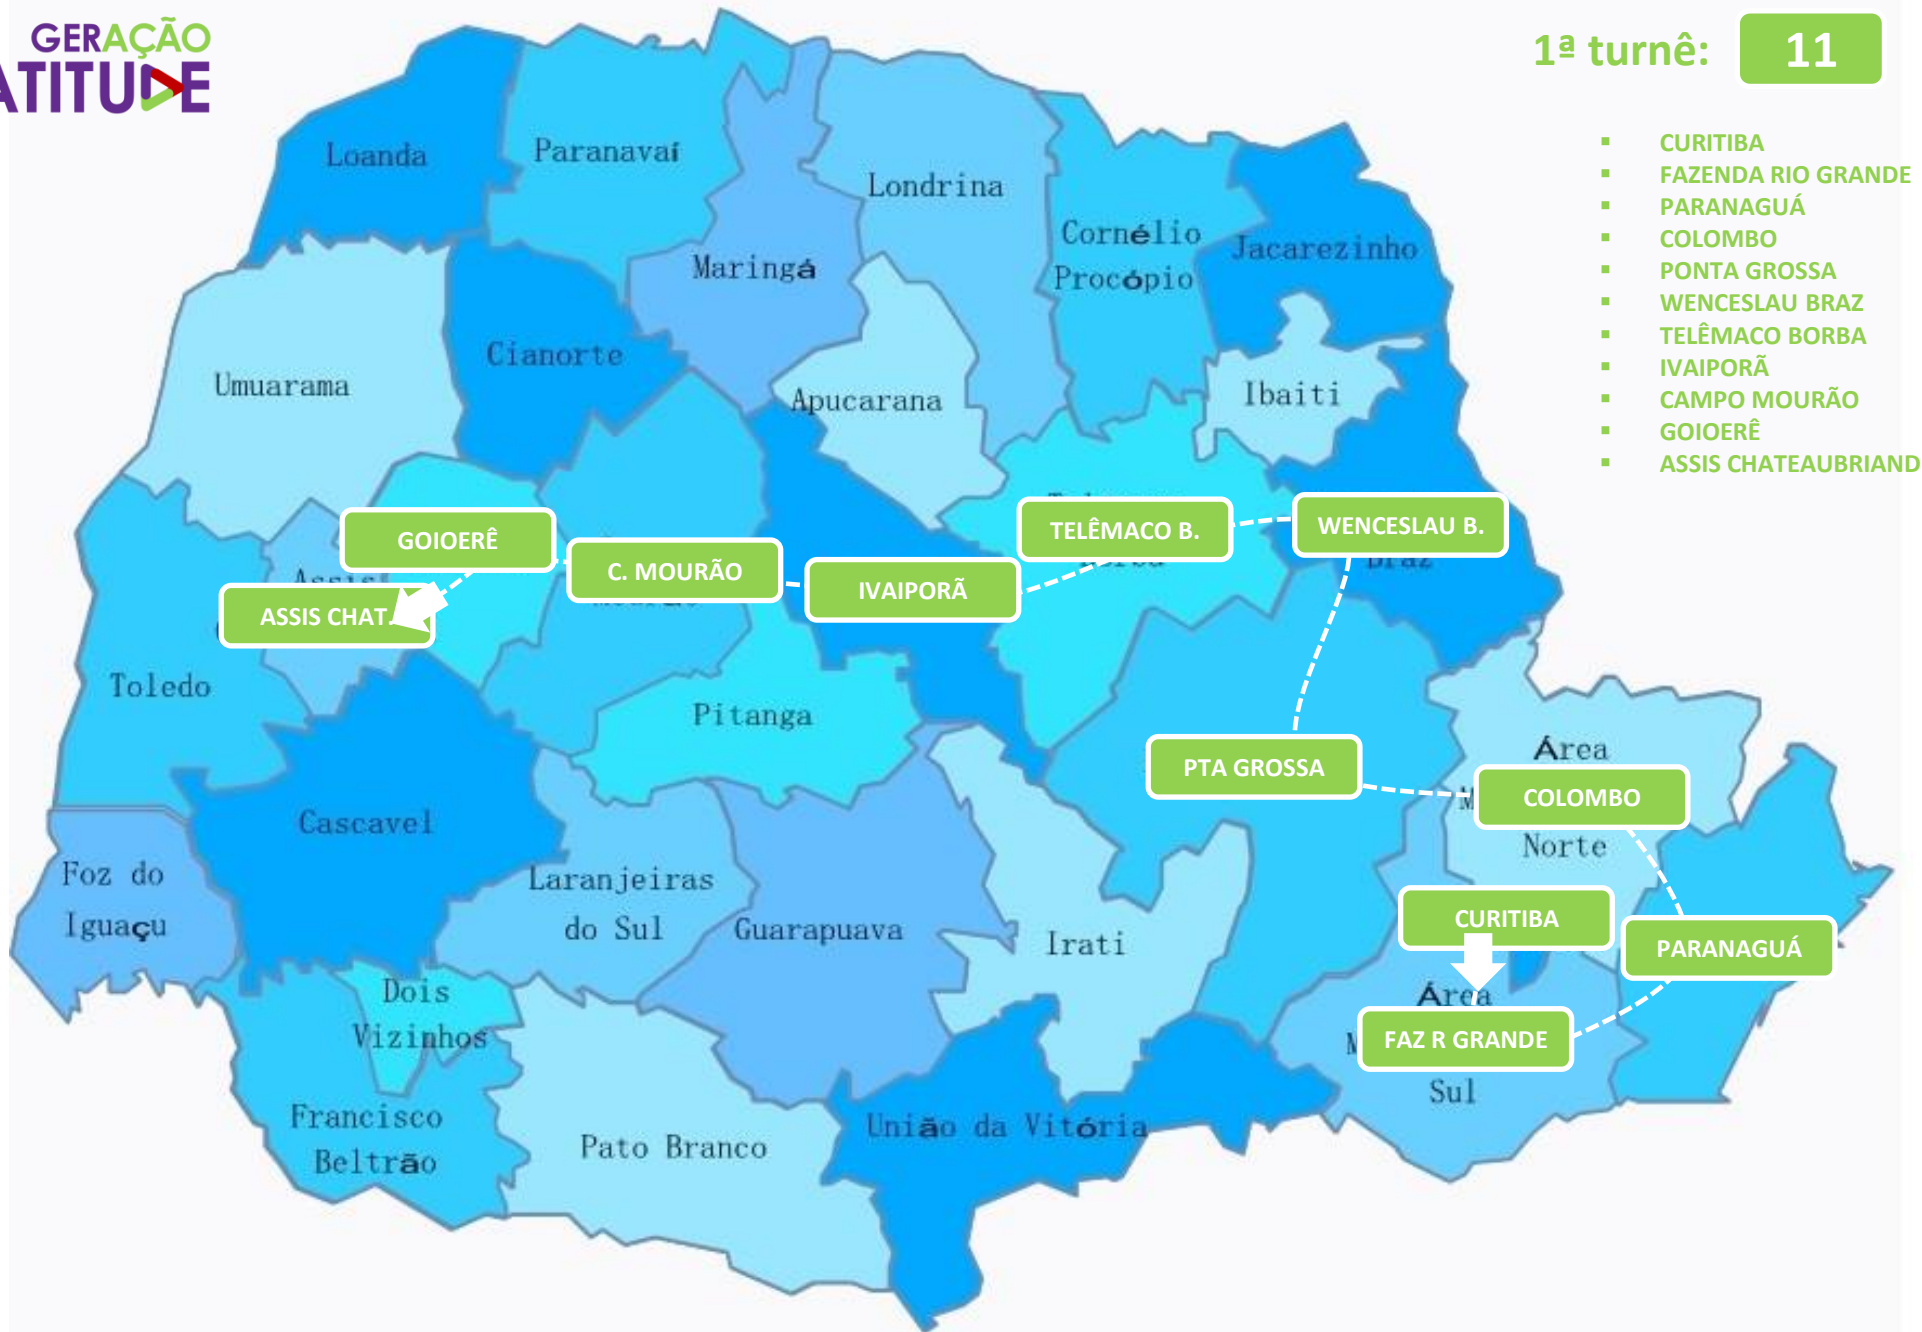 GERAÇÃO
ATITUDE
1ª turnê: 11
▪ CURITIBA
▪ FAZENDA RIO GRANDE
▪ PARANAGUÁ
▪ COLOMBO
▪ PONTA GROSSA
▪ WENCESLAU BRAZ
▪ TELÊMACO BORBA
▪ IVAIPORÃ
▪ CAMPO MOURÃO
▪ GOIOERÊ
▪ ASSIS CHATEAUBRIAND
Loanda
Paranavaí
Londrina
Maringá
Cornélio
Procópio
Jacarezinho
Umuarama
Cianorte
Apucarana
Ibaiti
GOIOERÊ
C. MOURÃO
IVAIPORÃ
TELÊMACO B.
WENCESLAU B.
Braz
Assis
ASSIS CHAT.
Toledo
Pitanga
PTA GROSSA
Área
COLOMBO
Norte
Cascavel
Foz do
Iguaçu
Laranjeiras
do Sul
Guarapuava
Irati
CURITIBA
PARANAGUÁ
Dois
Vizinhos
Área
FAZ R GRANDE
Sul
Francisco
Beltrão
Pato Branco
União da Vitória